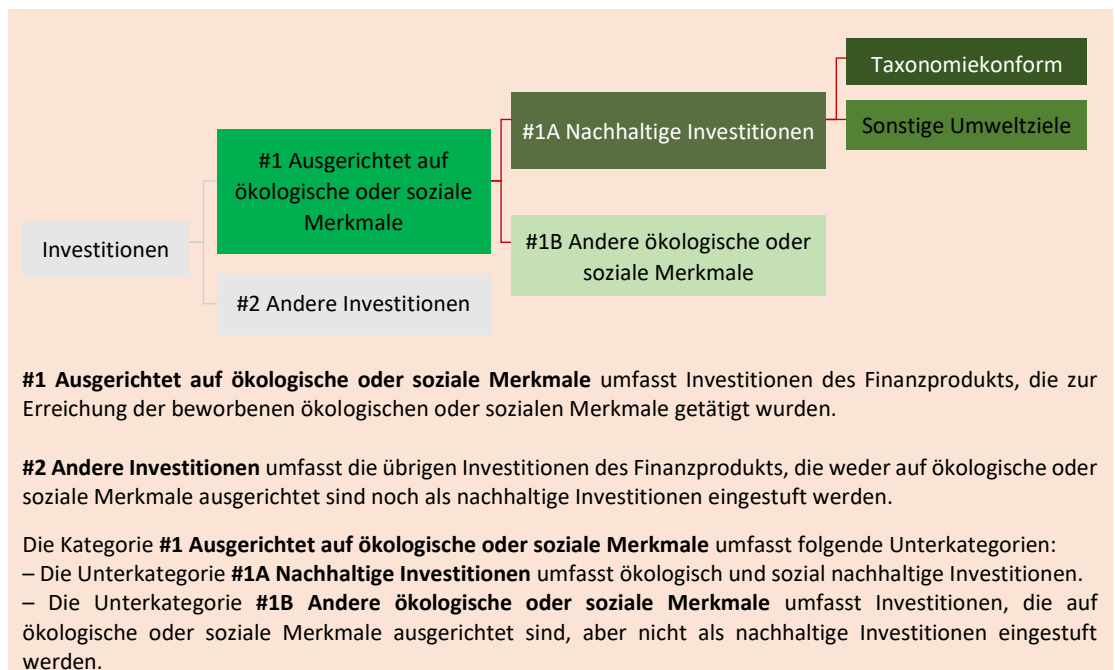 Taxonomiekonform
#1A Nachhaltige Investitionen
Sonstige Umweltziele
#1 Ausgerichtet auf
ökologische oder soziale
Merkmale
#1B Andere ökologische oder
soziale Merkmale
Investitionen
#2 Andere Investitionen
#1 Ausgerichtet auf ökologische oder soziale Merkmale umfasst Investitionen des Finanzprodukts, die zur
Erreichung der beworbenen ökologischen oder sozialen Merkmale getätigt wurden.
#2 Andere Investitionen umfasst die übrigen Investitionen des Finanzprodukts, die weder auf ökologische oder
soziale Merkmale ausgerichtet sind noch als nachhaltige Investitionen eingestuft werden.
Die Kategorie #1 Ausgerichtet auf ökologische oder soziale Merkmale umfasst folgende Unterkategorien:
– Die Unterkategorie #1A Nachhaltige Investitionen umfasst ökologisch und sozial nachhaltige Investitionen.
– Die Unterkategorie #1B Andere ökologische oder soziale Merkmale umfasst Investitionen, die auf
ökologische oder soziale Merkmale ausgerichtet sind, aber nicht als nachhaltige Investitionen eingestuft
werden.